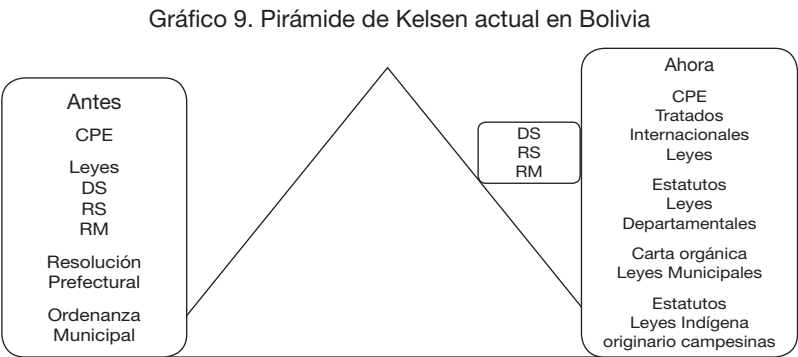 Gráfico 9. Pirámide de Kelsen actual en Bolivia
Antes
CPE
Leyes
DS
RS
RM
Resolución
Prefectural
Ordenanza
Municipal
DS
RS
RM
Ahora
CPE
Tratados
Internacionales
Leyes
Estatutos
Leyes
Departamentales
Carta orgánica
Leyes Municipales
Estatutos
Leyes Indígena
originario campesinas